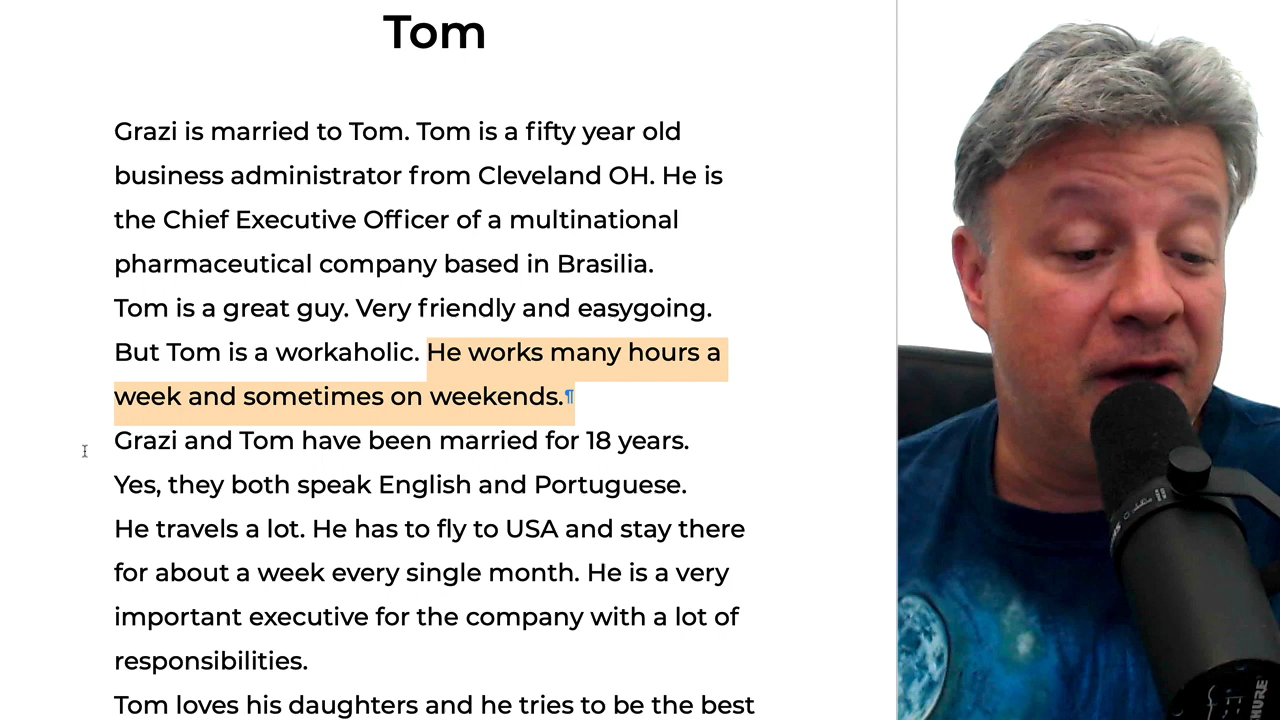 Tom
Grazi is married to Tom. Tom is a fifty year old
business administrator from Cleveland OH. He is
the Chief Executive Officer of a multinational
pharmaceutical company based in Brasilia.
Tom is a great guy. Very friendly and easygoing.
But Tom is a workaholic. He works many hours a
week and sometimes on weekends.¶
Grazi and Tom have been married for 18 years.
Yes, they both speak English and Portuguese.
He travels a lot. He has to fly to USA and stay there
for about a week every single month. He is a very
important executive for the company with a lot of
responsibilities.
Tom loves his daughters and he tries to be the best